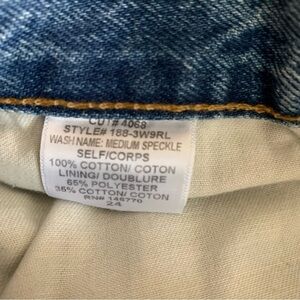 CUT# 4068
STYLE# 188-3W9RL
WASH NAME: MEDIUM SPECKLE
SELF/CORPS
100% COTTON/ COTON
LINING/ DOUBLURE
65% POLYESTER
35% COTTON/ COTON
RN# 148770
24